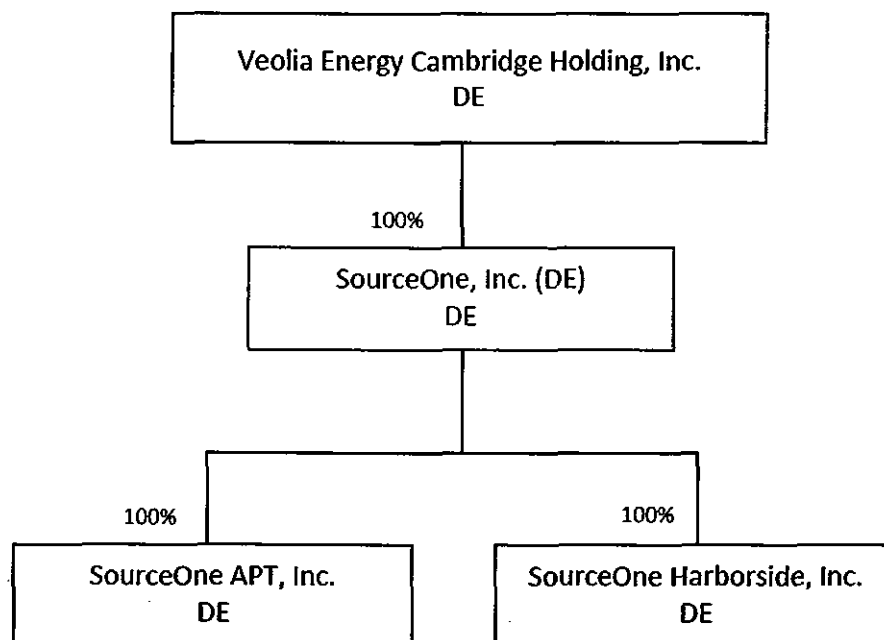 Veolia Energy Cambridge Holding, Inc.
DE
100%
SourceOne, Inc. (DE)
DE
100%
100%
SourceOne APT, Inc.
DE
SourceOne Harborside, Inc.
DE